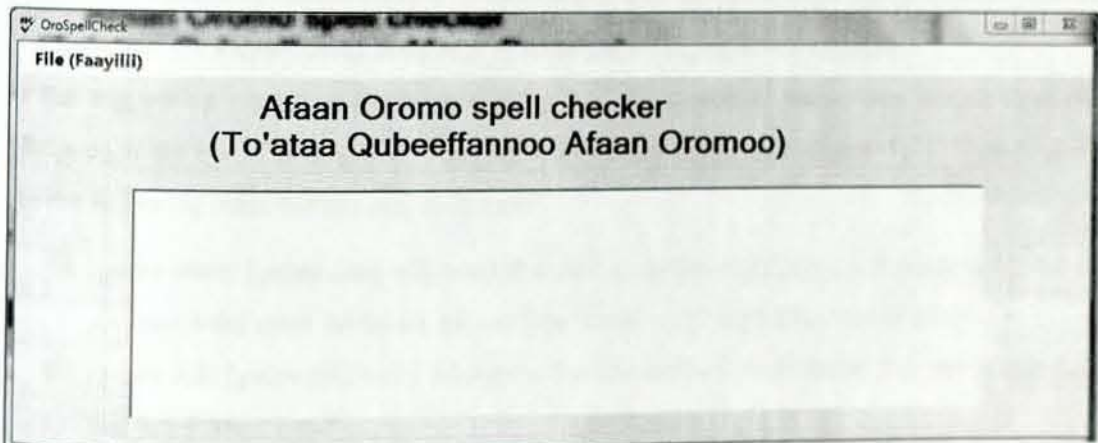 OroSpellCheck
File (Faayilii)
Afaan Oromo spell checker
(To'ataa Qubeeffannoo Afaan Oromoo)